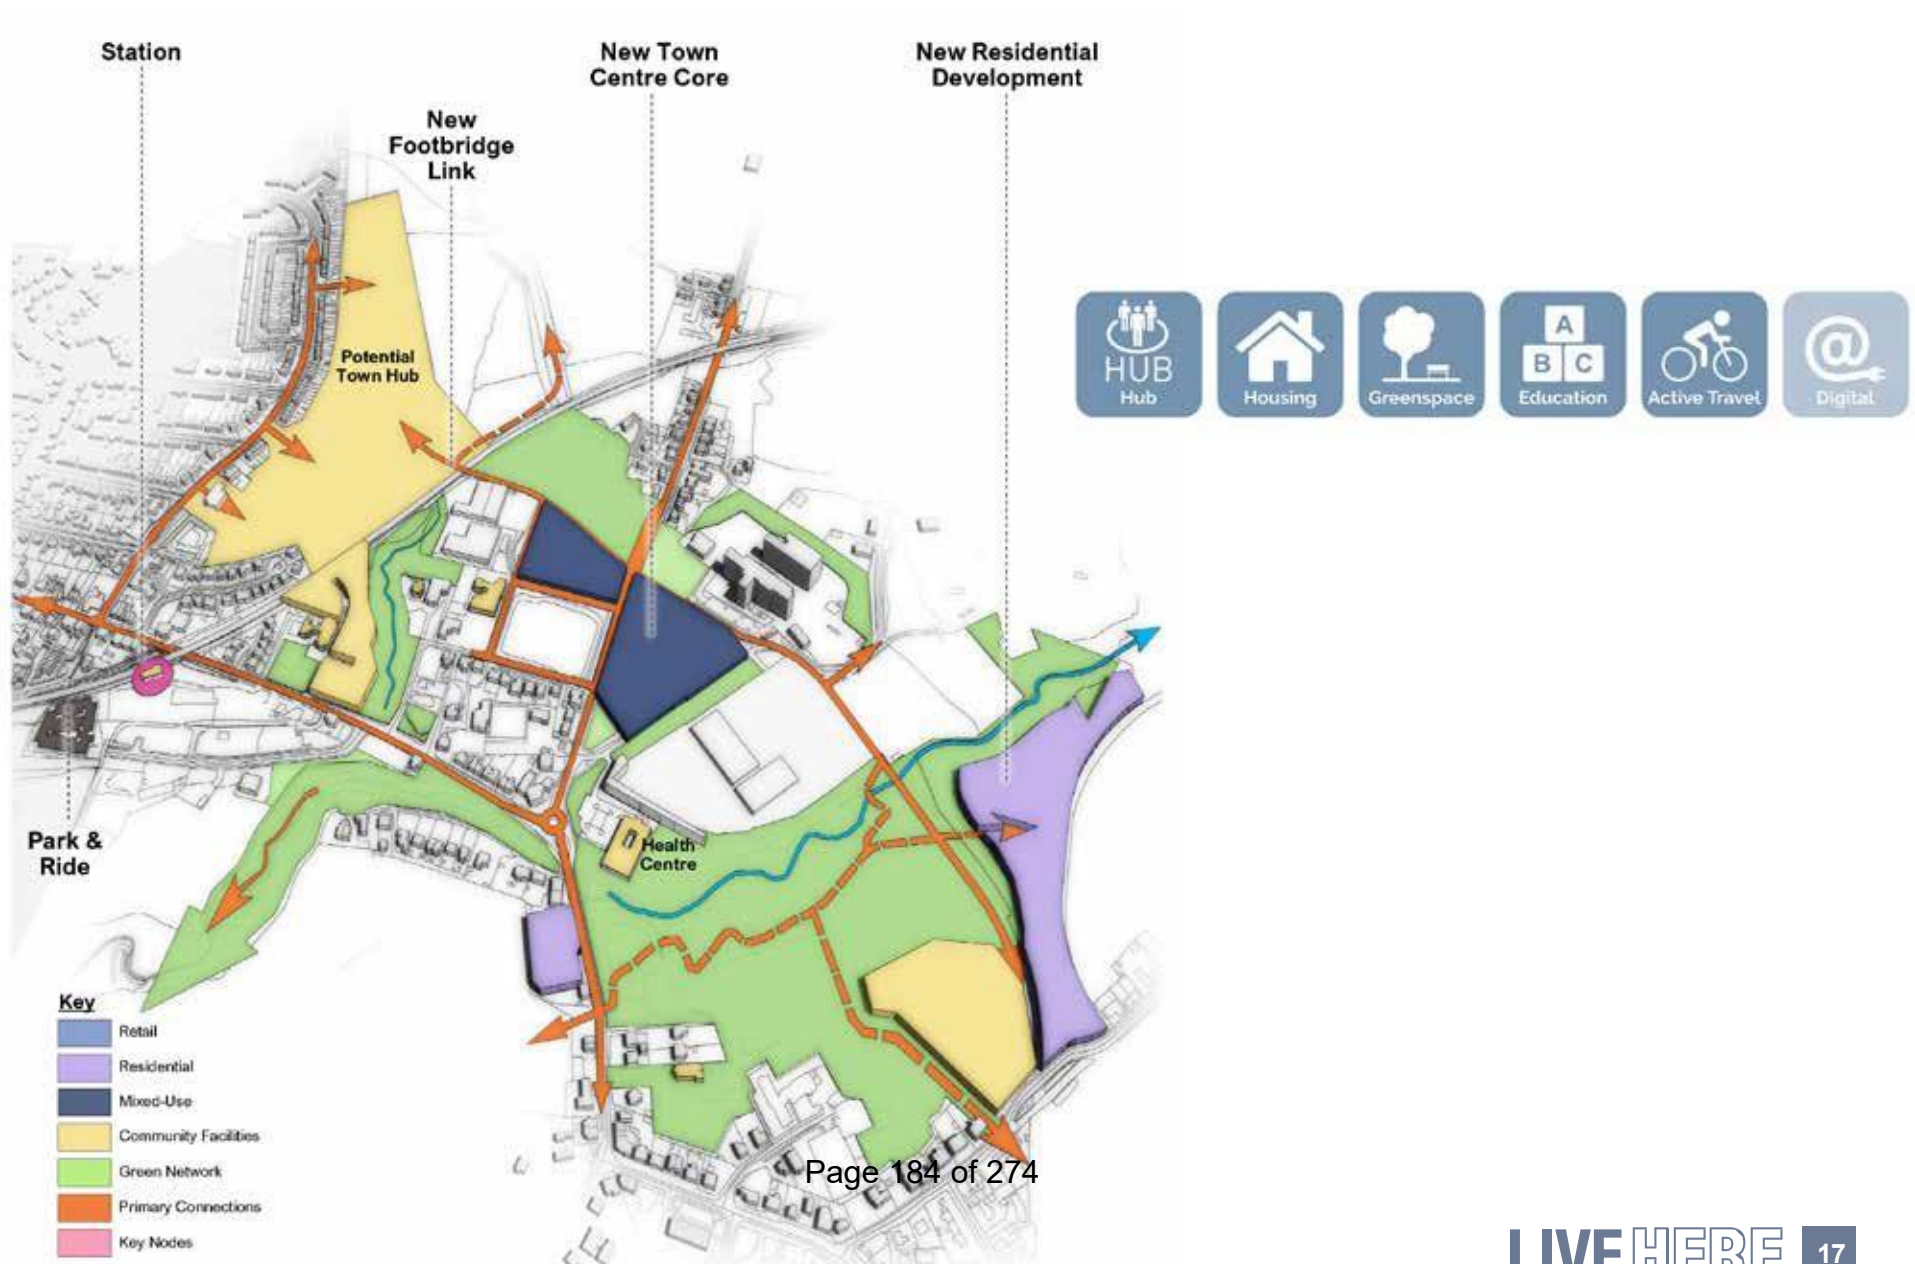 Station
New Town
Centre Core
New Residential
Development
New
Footbridge
Link
Potential
Town Hub
HUB
Hub
Housing
Greenspace
A
B C
Education
Active Travel
@
Digital
Park &
Ride
Health
Centre
Key
Retail
Residential
Mixed-Use
Community Facilities
Green Network
Primary Connections
Key Nodes
Page 184 of 274
LIVE HERE 17